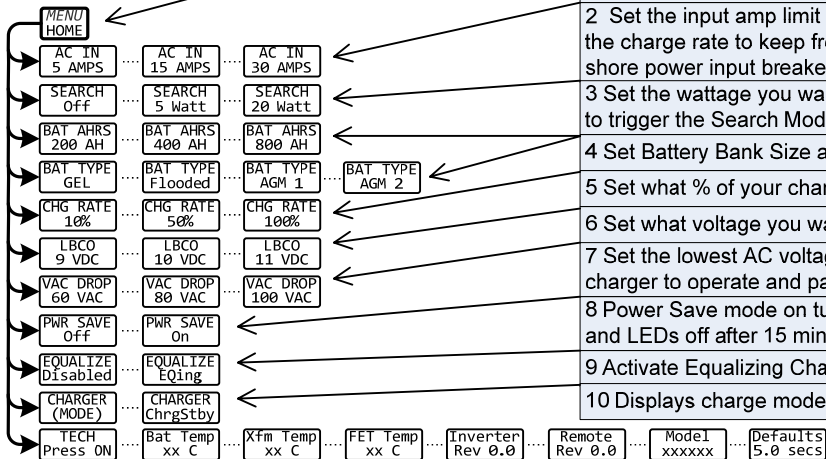 MENU
HOME
AC IN
5 AMPS
AC IN
15 AMPS
AC IN
30 AMPS
SEARCH
Off
SEARCH
5 Watt
SEARCH
20 Watt
BAT AHRS
200 AH
BAT AHRS
400 AH
BAT AHRS
800 AH
BAT TYPE
GEL
BAT TYPE
Flooded
BAT TYPE
AGM 1
BAT TYPE
AGM 2
CHG RATE
10%
CHG RATE
50%
CHG RATE
100%
LBCO
9 VDC
LBCO
10 VDC
LBCO
11 VDC
VAC DROP
60 VAC
VAC DROP
80 VAC
VAC DROP
100 VAC
PWR SAVE
Off
PWR SAVE
On
EQUALIZE
Disabled
EQUALIZE
EQing
CHARGER
(MODE)
CHARGER
ChrgStby
TECH
Press ON
Bat Temp
xx C
Xfm Temp
xx C
FET Temp
xx C
Inverter
Rev 0.0
Remote
Rev 0.0
Model
xxxxxx
Defaults
5.0 secs
2 Set the input amp limit
the charge rate to keep fr
shore power input breake
3 Set the wattage you wa
to trigger the Search Mod
4 Set Battery Bank Size a
5 Set what % of your char
6 Set what voltage you wa
7 Set the lowest AC voltag
charger to operate and pa
8 Power Save mode on tu
and LEDs off after 15 min
9 Activate Equalizing Cha
10 Displays charge mode